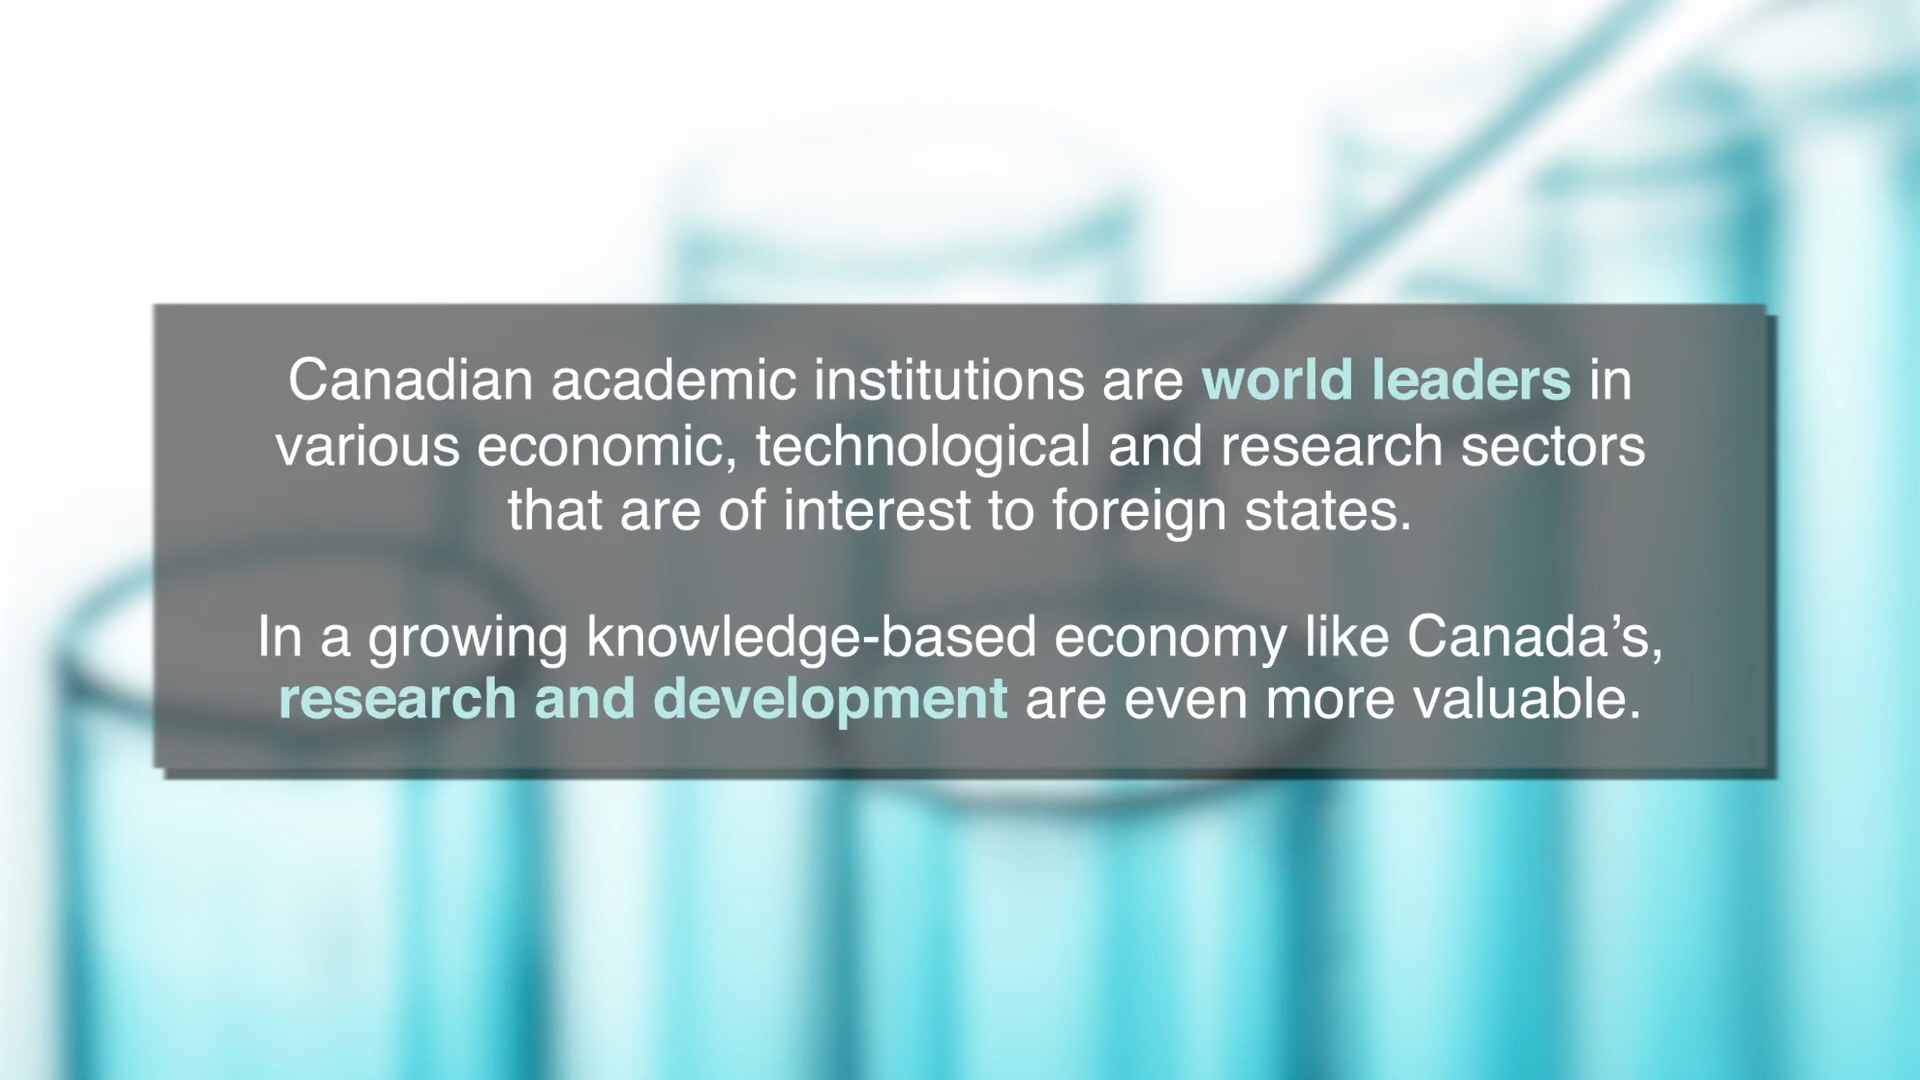 Canadian academic institutions are world leaders in
various economic, technological and research sectors
that are of interest to foreign states.
In a growing knowledge-based economy like Canada’s,
research and development are even more valuable.